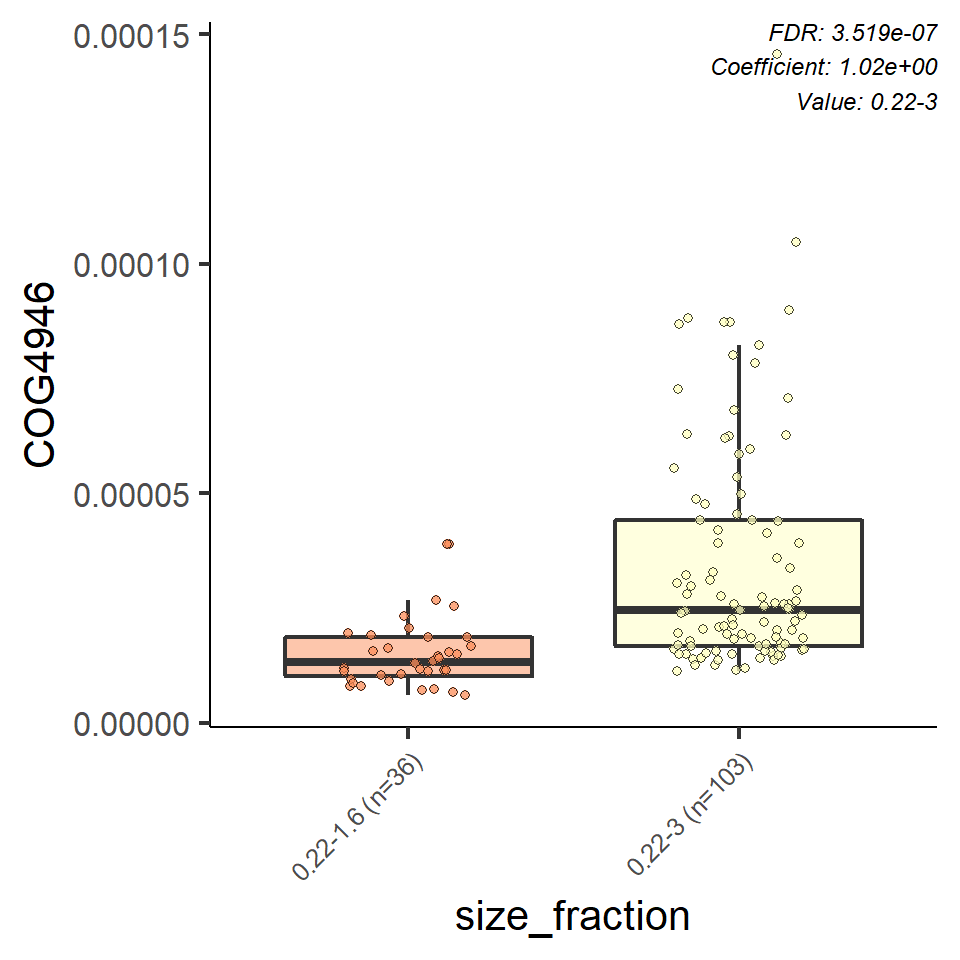 FDR: 3.519e-07
Coefficient: 1.02e+00
Value: 0.22-3
0.00015
0.00010
0.00005
0.00000
COG4946
0.22-1.6 (n=36)
0.22-3 (n=103)
size_fraction